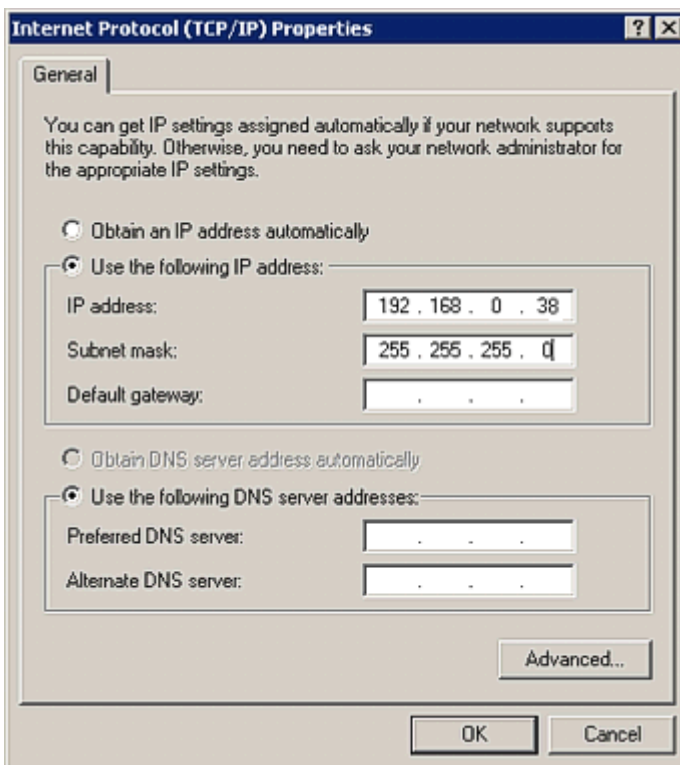 Internet Protocol (TCP/IP) Properties
General
You can get IP settings assigned automatically if your network supports
this capability. Otherwise, you need to ask your network administrator for
the appropriate IP settings.
Obtain an IP address automatically
Use the following IP address:
IP address: 192 . 168 . 0 . 38
Subnet mask: 255 . 255 . 255 . 0
Default gateway: . . .
Obtain DNS server address automatically
Use the following DNS server addresses:
Preferred DNS server: . . .
Alternate DNS server: . . .
Advanced...
OK Cancel